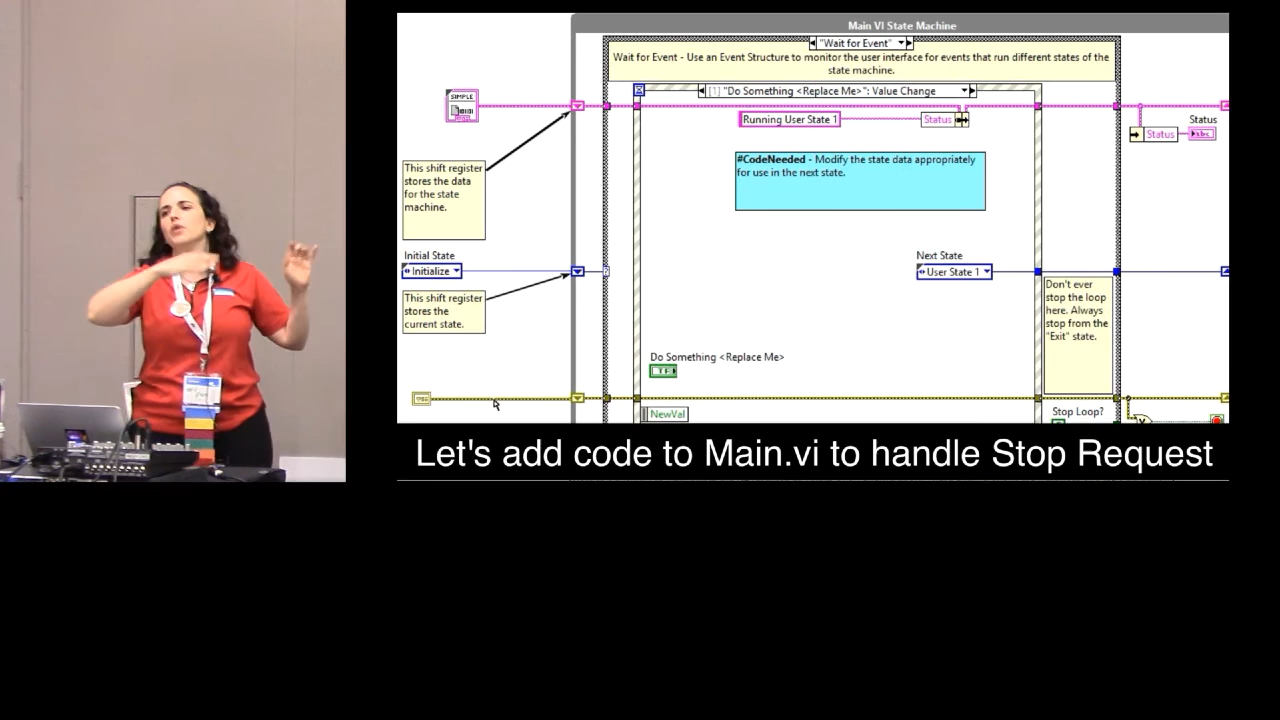 Main VI State Machine
"Wait for Event"
Wait for Event - Use an Event Structure to monitor the user interface for events that run different states of the
state machine.
[1] "Do Something <Replace Me>": Value Change
SIMPLE
Running User State 1
Status
Status
Status
#CodeNeeded - Modify the state data appropriately
for use in the next state.
This shift register
stores the data
for the state
machine.
Initial State
Initialize
Next State
User State 1
This shift register
stores the
current state.
Don't ever
stop the loop
here. Always
stop from the
"Exit" state.
Do Something <Replace Me>
TF
NewVal
Stop Loop?
Let's add code to Main.vi to handle Stop Request